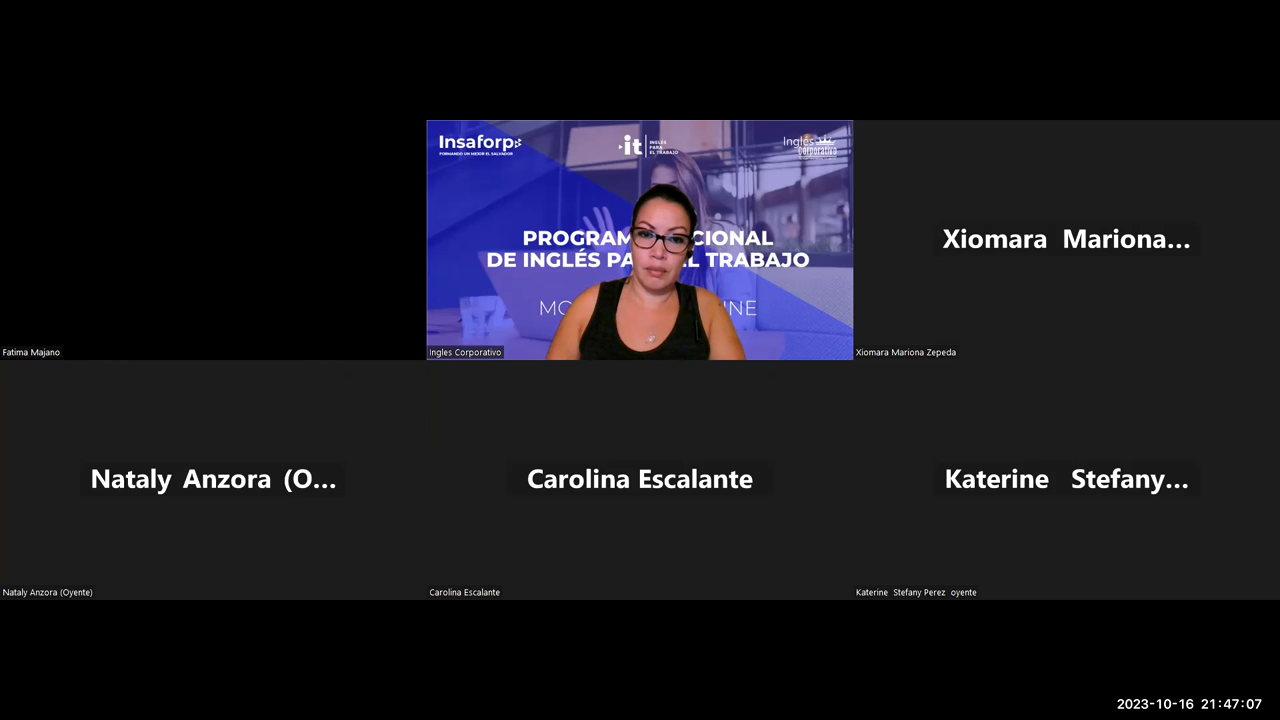 Insaforp
FORMANDO UN MEJOR EL SALVADOR
it
INGLÉS
PARA
EL TRABAJO
Inglés
corporativo
PROGRAM CIONAL
DE INGLÉS PA EL TRABAJO
MO INE
Fatima Majano
Ingles Corporativo
Xiomara Mariona...
Xiomara Mariona Zepeda
Nataly Anzora (O...
Carolina Escalante
Katerine Stefany...
Nataly Anzora (Oyente)
Carolina Escalante
Katerine Stefany Perez oyente
2023-10-16 21:47:07